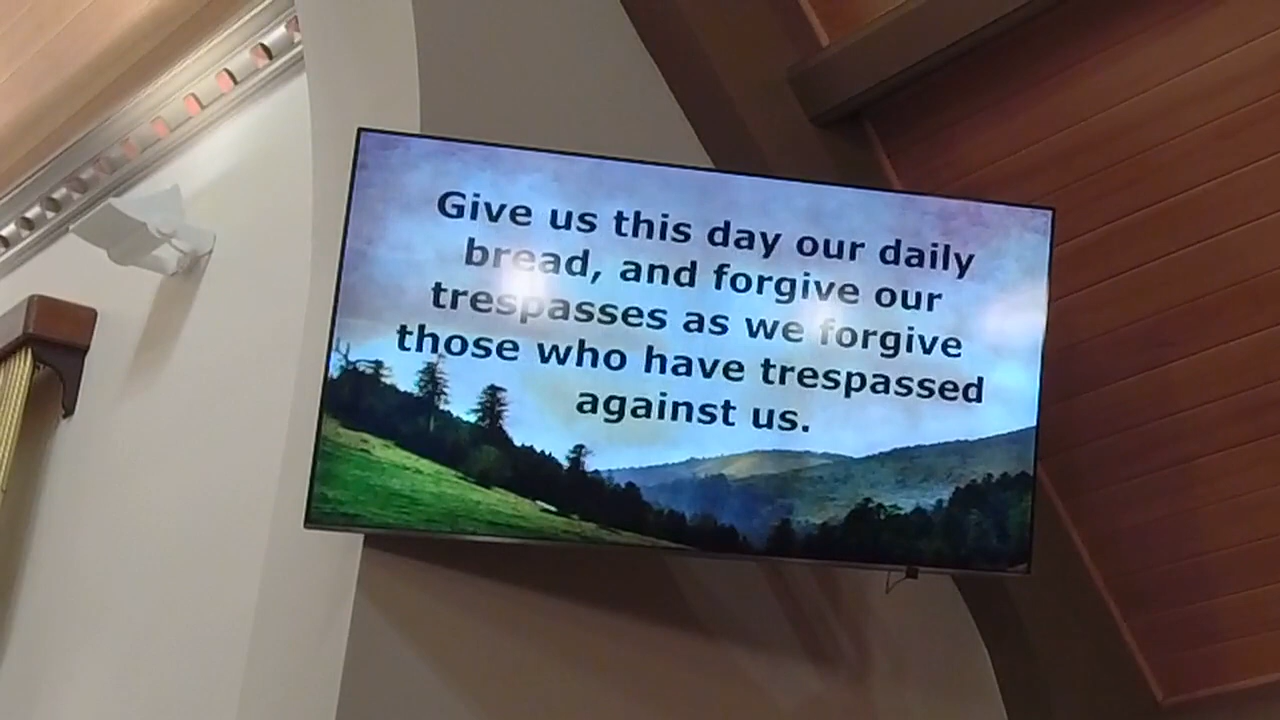 Give us this day our daily
bread, and forgive our
trespasses as we forgive
those who have trespassed
against us.